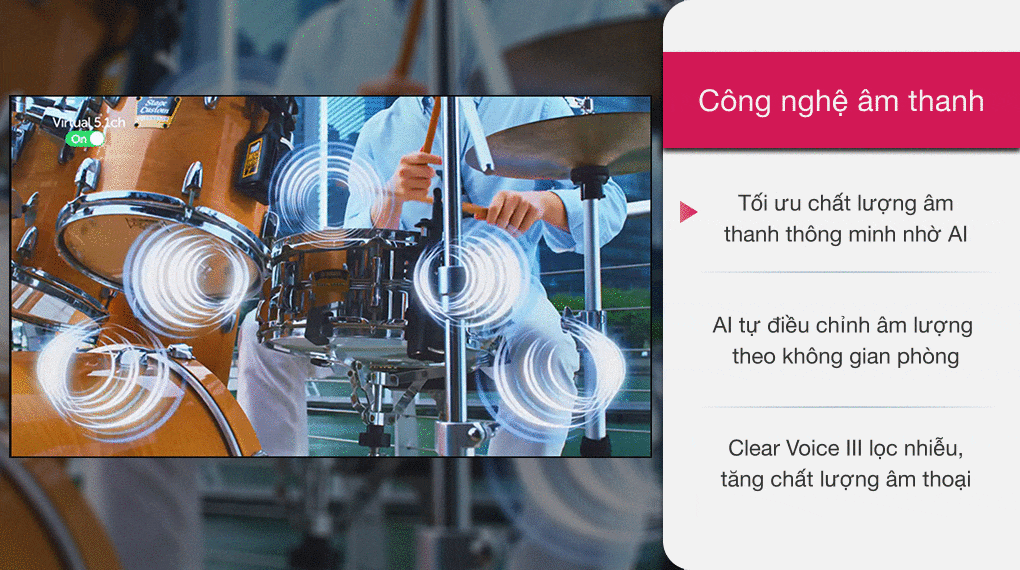 Stage
Custom
Virtual 5.1ch
On
Công nghệ âm thanh
Tối ưu chất lượng âm
thanh thông minh nhờ AI
AI tự điều chỉnh âm lượng
theo không gian phòng
Clear Voice III lọc nhiễu,
tăng chất lượng âm thoại